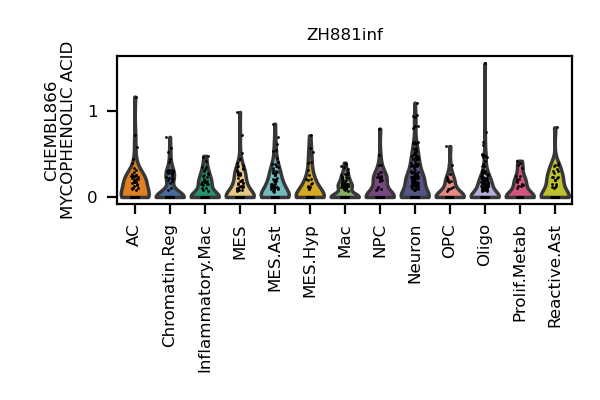 ZH881inf
CHEMBL866
MYCOPHENOLIC ACID
1
0
AC
Chromatin.Reg
Inflammatory.Mac
MES
MES.Ast
MES.Hyp
Mac
NPC
Neuron
OPC
Oligo
Prolif.Metab
Reactive.Ast